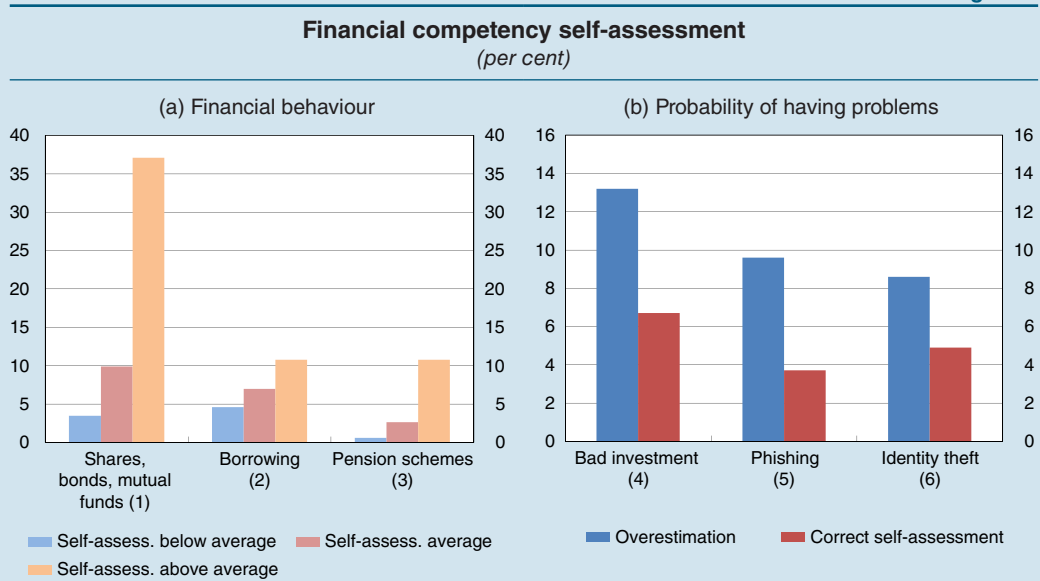 Financial competency self-assessment
(per cent)
(a) Financial behaviour
40 40
35 35
30 30
25 25
20 20
15 15
10 10
5 5
0 0
Shares, bonds, mutual funds (1)
Borrowing (2)
Pension schemes (3)
Self-assess. below average
Self-assess. average
Self-assess. above average
(b) Probability of having problems
16 16
14 14
12 12
10 10
8 8
6 6
4 4
2 2
0 0
Bad investment (4)
Phishing (5)
Identity theft (6)
Overestimation
Correct self-assessment